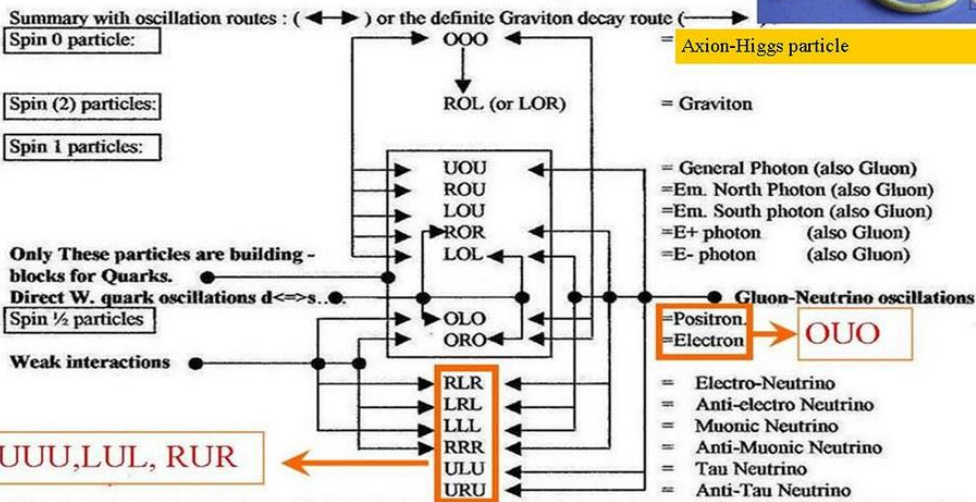 Summary with oscillation routes : ( ) or the definite Graviton decay route ( )
Spin 0 particle: OOO =
Axion-Higgs particle
Spin (2) particles: ROL (or LOR) = Graviton
Spin 1 particles:
UOU = General Photon (also Gluon)
ROU =Em. North Photon (also Gluon)
LOU =Em. South photon (also Gluon)
ROR =E+ photon (also Gluon)
Only These particles are building - LOL =E- photon (also Gluon)
blocks for Quarks.
Direct W. quark oscillations d<=>s... Gluon-Neutrino oscillations
Spin ½ particles OLO =Positron.
ORO =Electron OUO
Weak interactions
RLR = Electro-Neutrino
LRL = Anti-electro Neutrino
LLL = Muonic Neutrino
RRR = Anti-Muonic Neutrino
UUU,LUL, RUR
ULU = Tau Neutrino
URU = Anti-Tau Neutrino